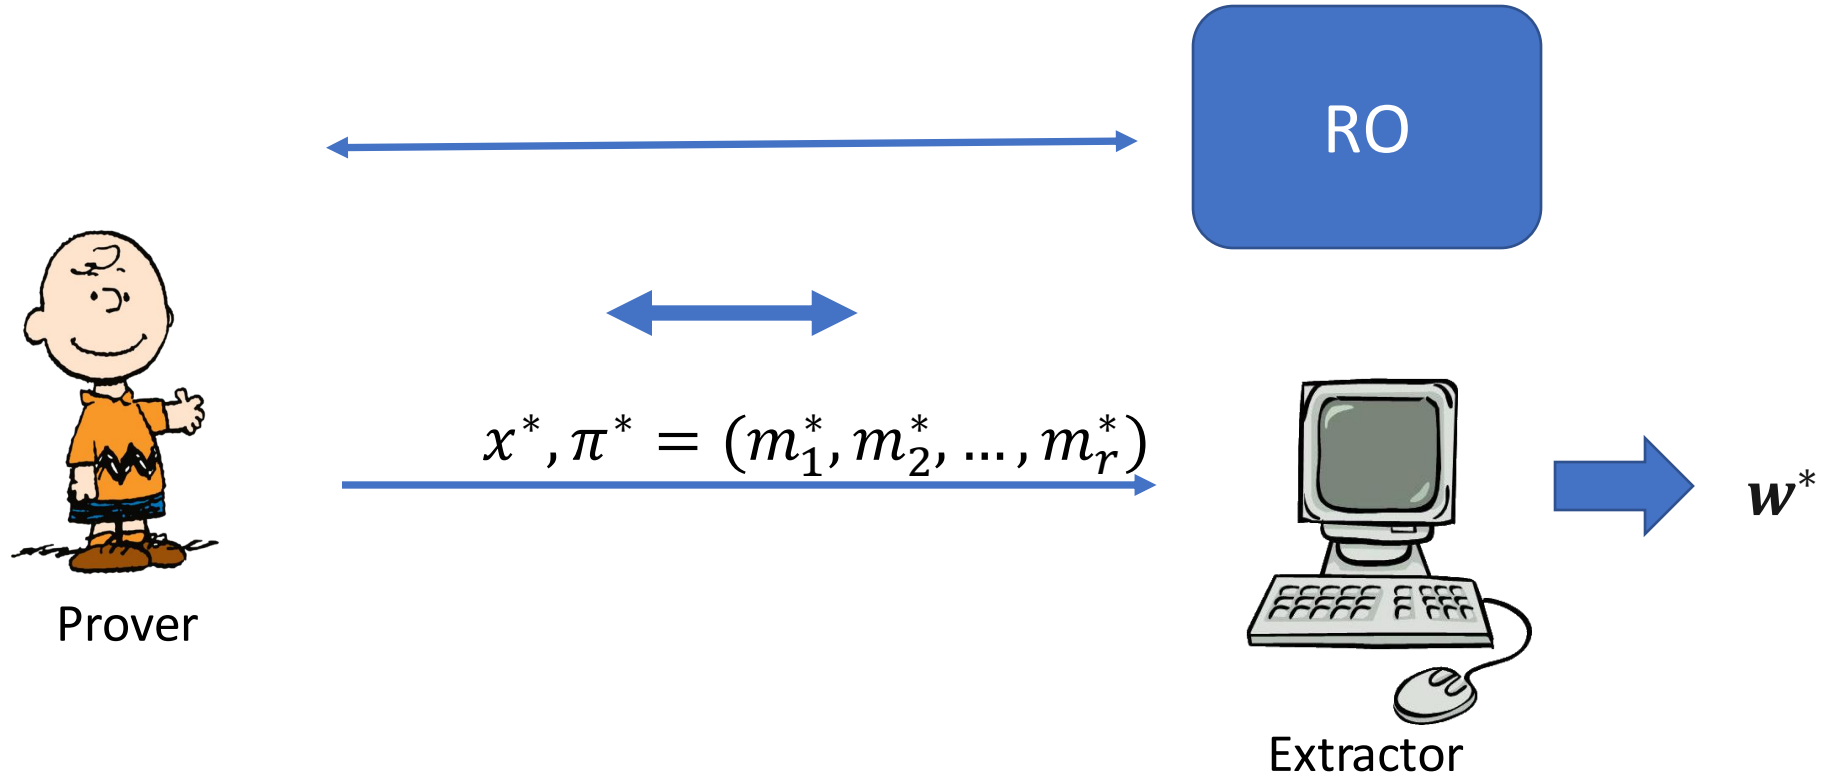 RO
x*, π* = (m₁*, m₂*, …, mᵣ*)
w*
Prover
Extractor